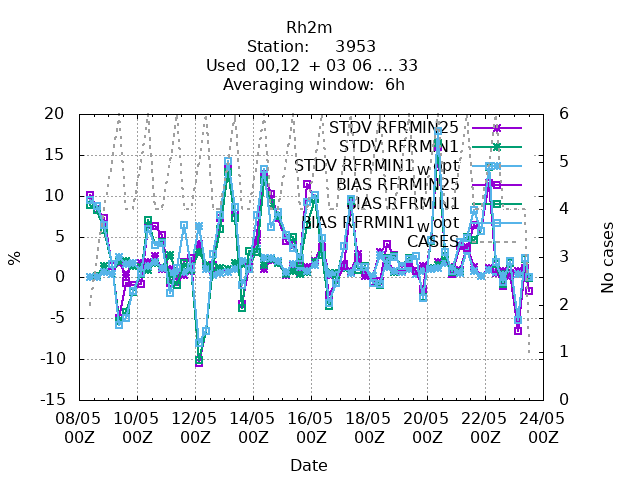 Rh2m
Station: 3953
Used 00,12 + 03 06 ... 33
Averaging window: 6h
20
15
10
5
0
-5
-10
-15
%
6
5
4
3
2
1
0
No cases
STDV RFRMIN25
STDV RFRMIN1
STDV RFRMIN1_w_opt
BIAS RFRMIN25
BIAS RFRMIN1
BIAS RFRMIN1_w_opt
CASES
08/05 10/05 12/05 14/05 16/05 18/05 20/05 22/05 24/05
00Z 00Z 00Z 00Z 00Z 00Z 00Z 00Z 00Z
Date